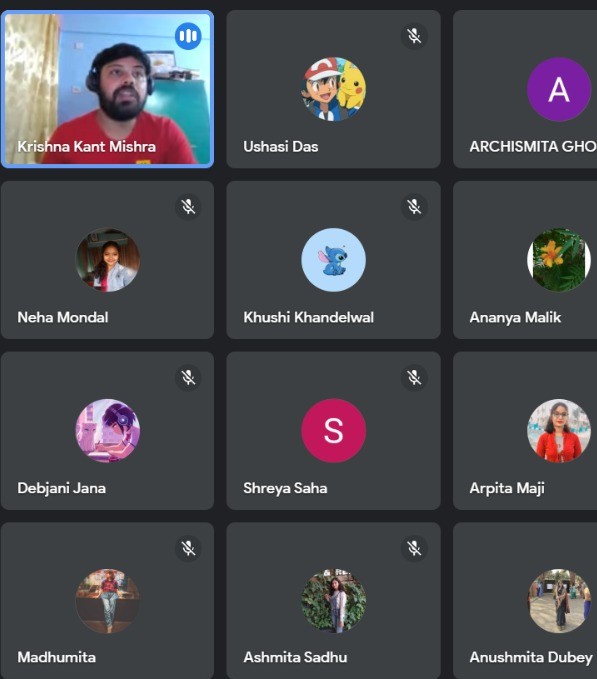 Krishna Kant Mishra
Ushasi Das
A
ARCHISMITA GHO
Neha Mondal
Khushi Khandelwal
Ananya Malik
Debjani Jana
S
Shreya Saha
Arpita Maji
Madhumita
Ashmita Sadhu
Anushmita Dubey